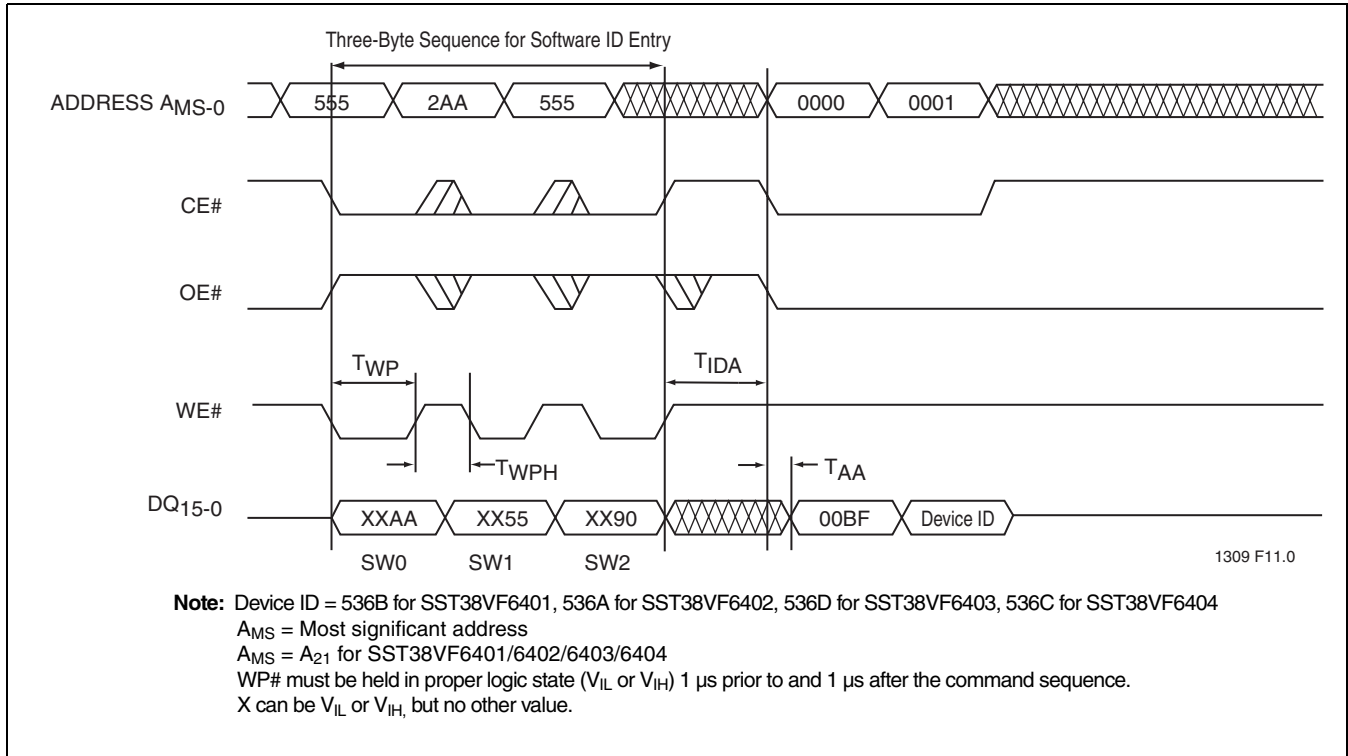 Three-Byte Sequence for Software ID Entry
ADDRESS AMS-0 555 2AA 555 0000 0001
CE#
OE#
TWP TIDA
WE#
TWPH TAA
DQ15-0 XXAA XX55 XX90 00BF Device ID
SW0 SW1 SW2
1309 F11.0
Note: Device ID = 536B for SST38VF6401, 536A for SST38VF6402, 536D for SST38VF6403, 536C for SST38VF6404
AMS = Most significant address
AMS = A21 for SST38VF6401/6402/6403/6404
WP# must be held in proper logic state (VIL or VIH) 1 µs prior to and 1 µs after the command sequence.
X can be VIL or VIH, but no other value.